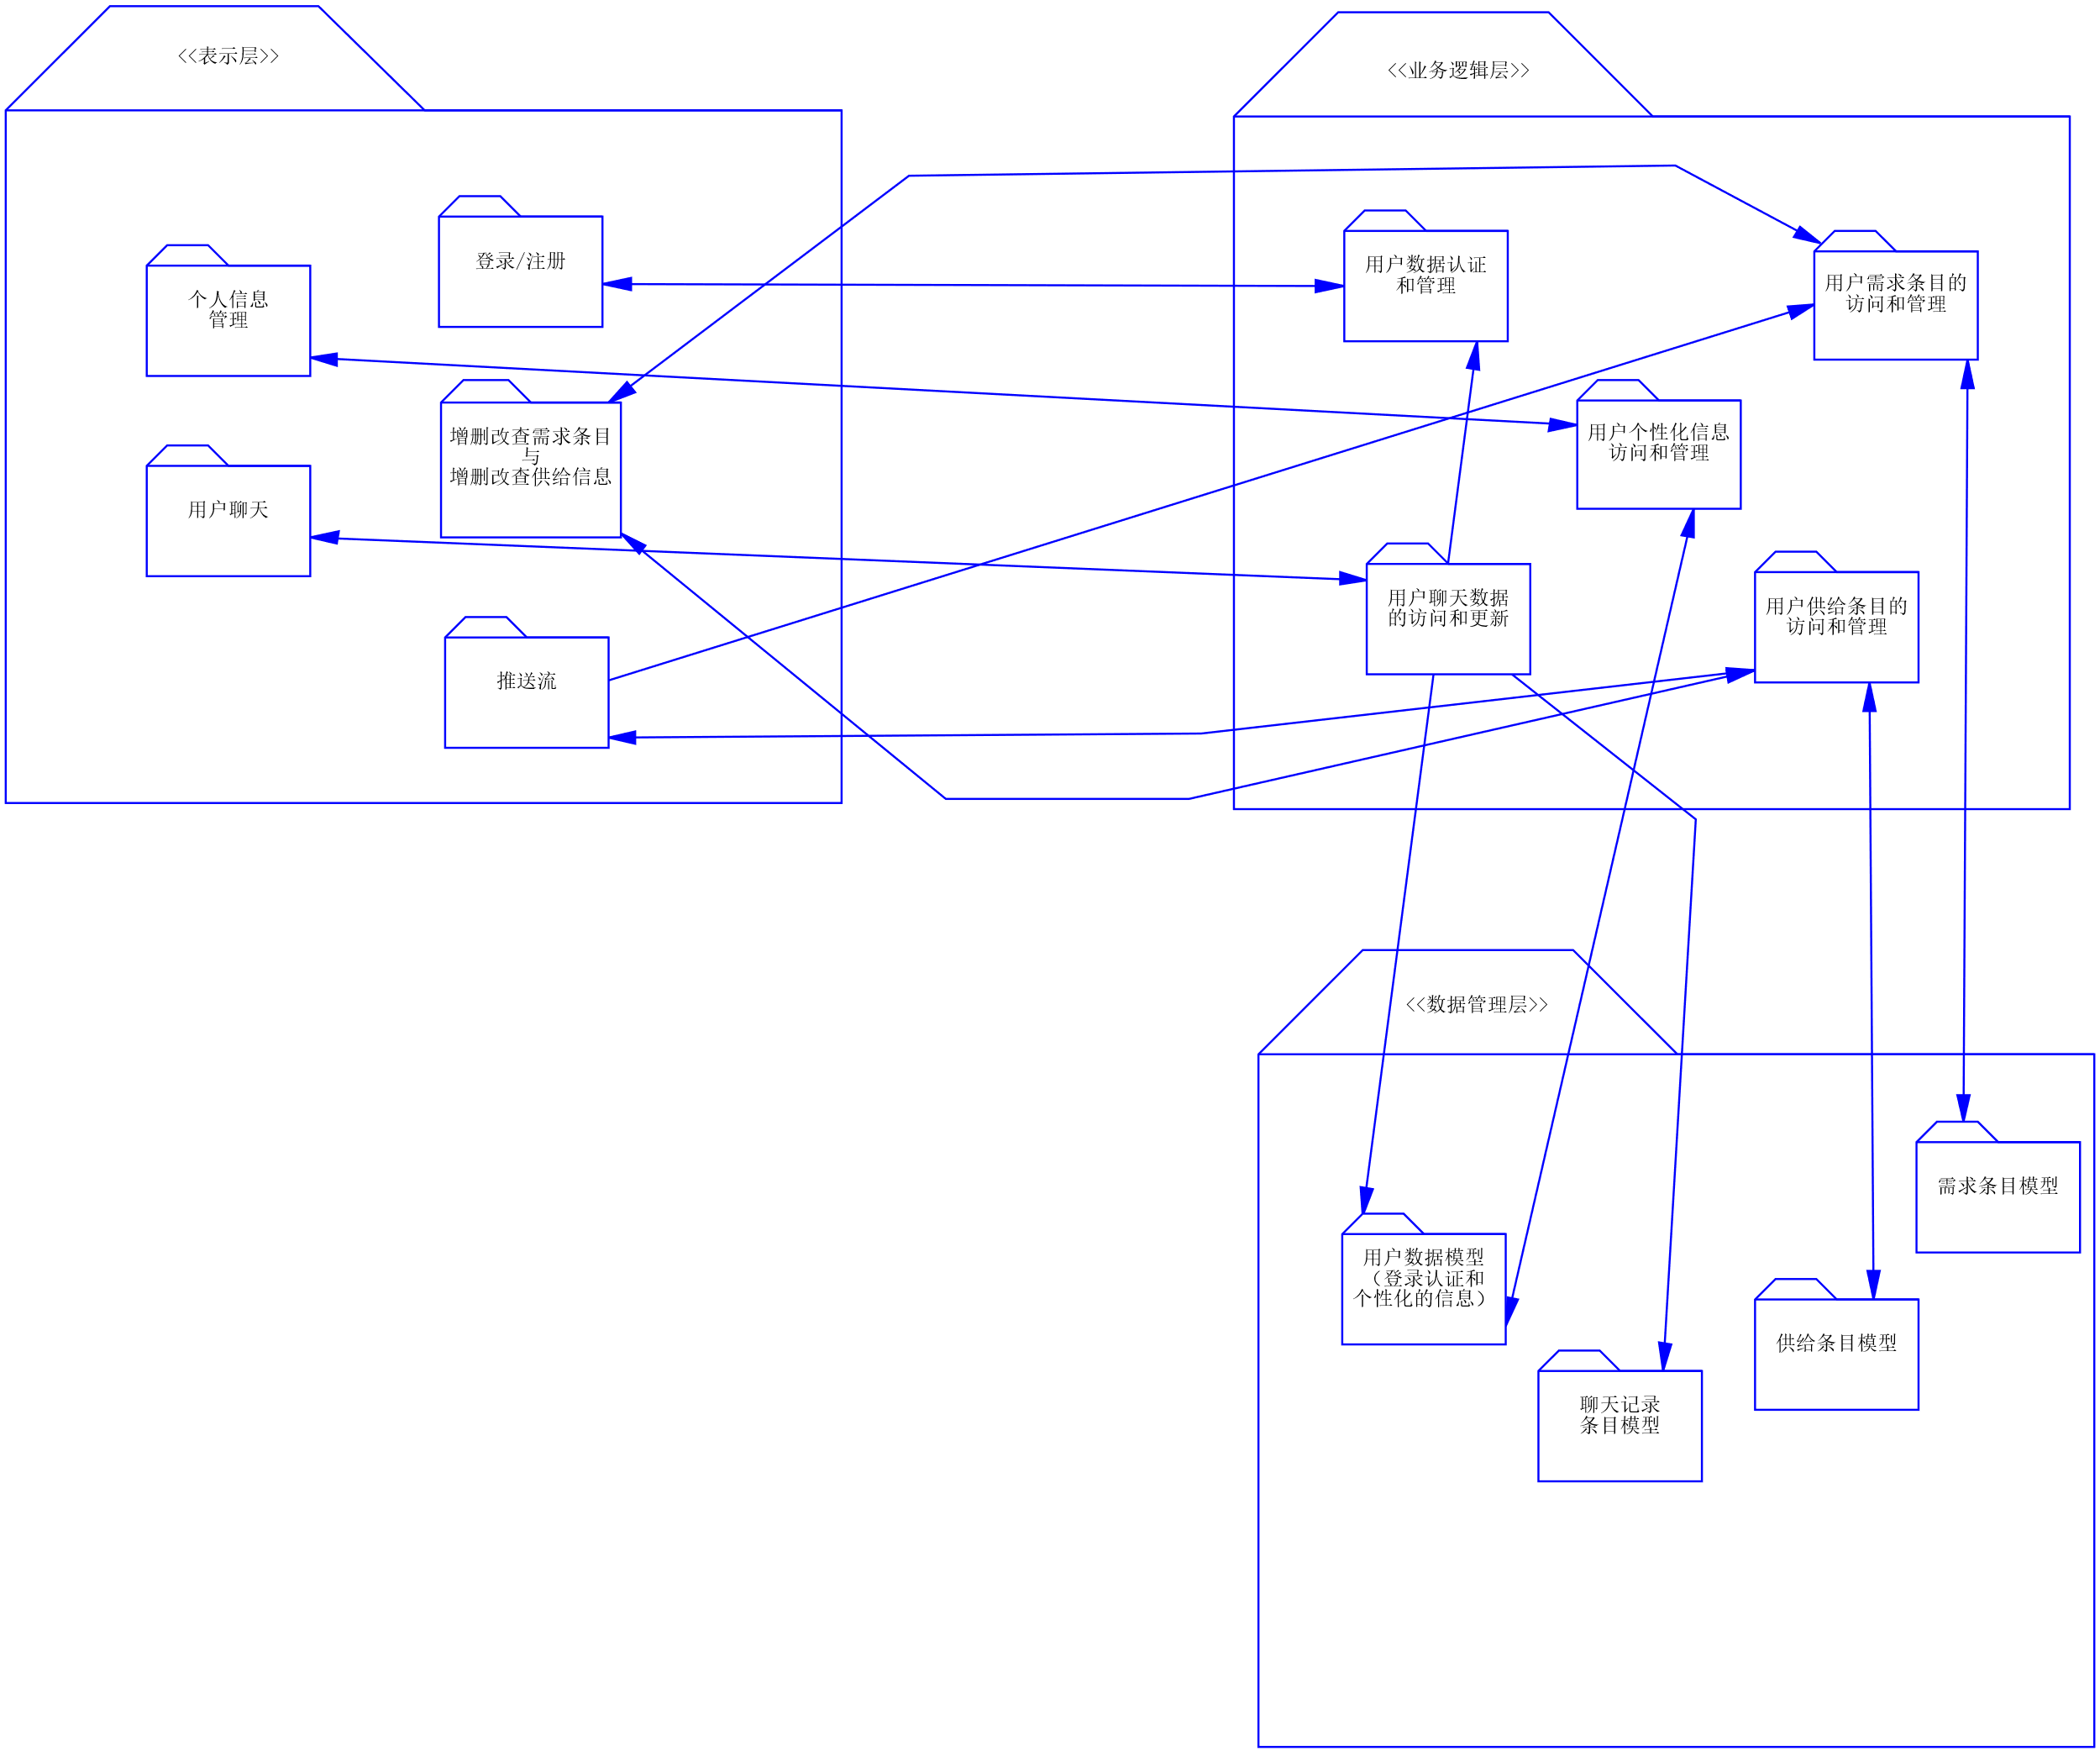 <<表示层>>
登录/注册
个人信息
管理
增删改查需求条目
与
增删改查供给信息
用户聊天
推送流
<<业务逻辑层>>
用户数据认证
和管理
用户需求条目的
访问和管理
用户个性化信息
访问和管理
用户聊天数据
的访问和更新
用户供给条目的
访问和管理
<<数据管理层>>
需求条目模型
用户数据模型
（登录认证和
个性化的信息）
供给条目模型
聊天记录
条目模型